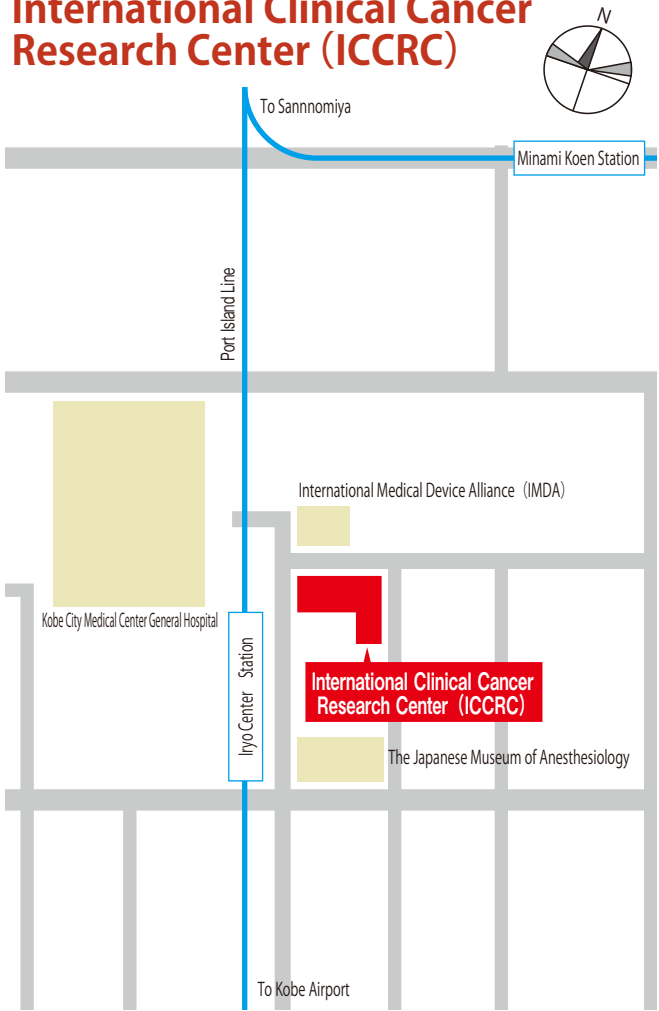 International Clinical Cancer
Research Center (ICCRC)
N
To Sannnomiya
Minami Koen Station
Port Island Line
International Medical Device Alliance (IMDA)
Kobe City Medical Center General Hospital
Iryo Center Station
International Clinical Cancer
Research Center (ICCRC)
The Japanese Museum of Anesthesiology
To Kobe Airport